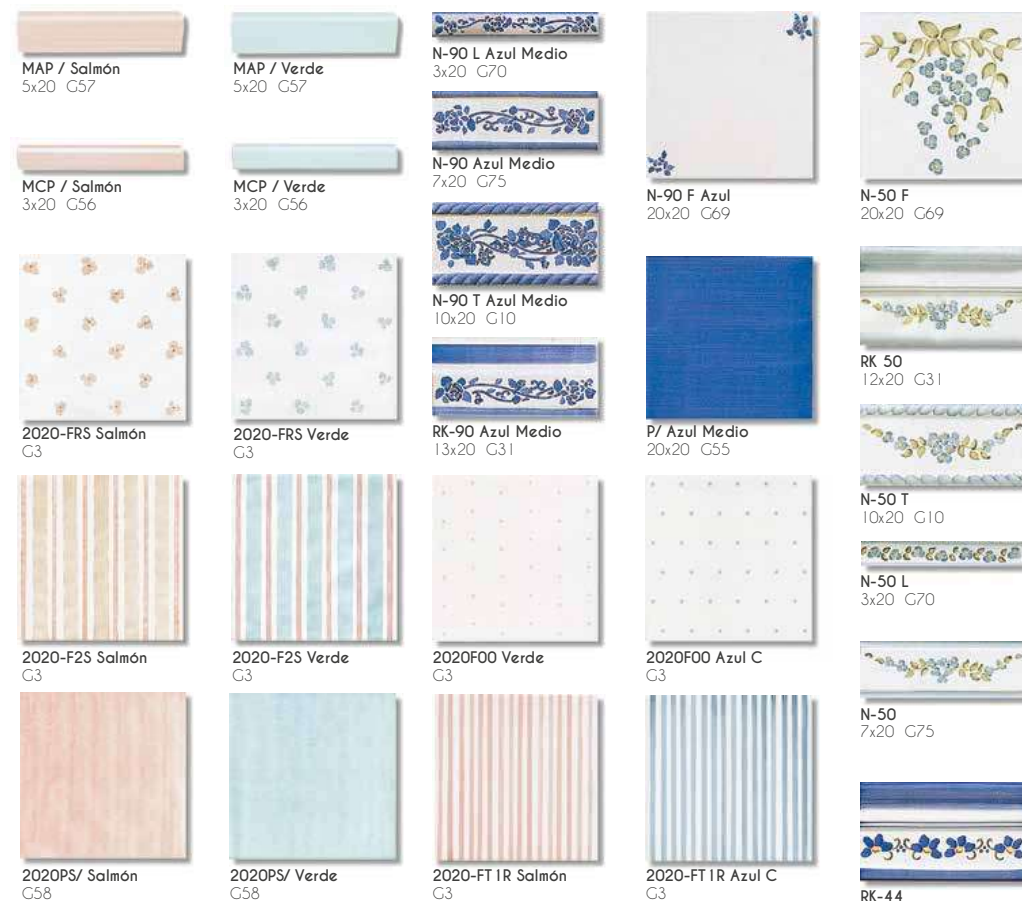 MAP / Salmón
5x20 G57
MAP / Verde
5x20 G57
N-90 L Azul Medio
3x20 G70
N-90 Azul Medio
7x20 G75
MCP / Salmón
3x20 G56
MCP / Verde
3x20 G56
N-90 F Azul
20x20 G69
N-50 F
20x20 G69
N-90 T Azul Medio
10x20 G10
RK 50
12x20 G31
2020-FRS Salmón
G3
2020-FRS Verde
G3
RK-90 Azul Medio
13x20 G31
P/ Azul Medio
20x20 G55
N-50 T
10x20 G10
N-50 L
3x20 G70
2020-F2S Salmón
G3
2020-F2S Verde
G3
2020F00 Verde
G3
2020F00 Azul C
G3
N-50
7x20 G75
2020PS/ Salmón
G58
2020PS/ Verde
G58
2020-FT1R Salmón
G3
2020-FT1R Azul C
G3
RK-44